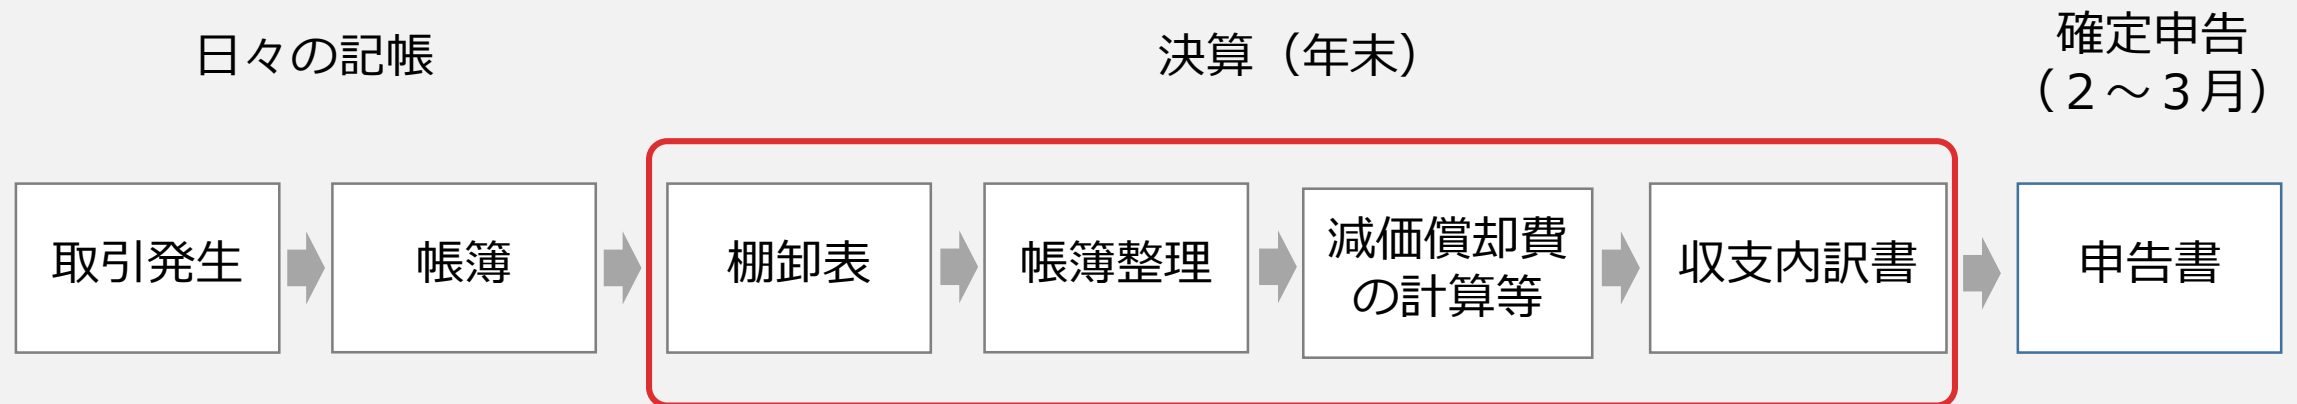 日々の記帳
決算（年末）
確定申告
（２～３月）
取引発生
帳簿
棚卸表
帳簿整理
減価償却費
の計算等
収支内訳書
申告書